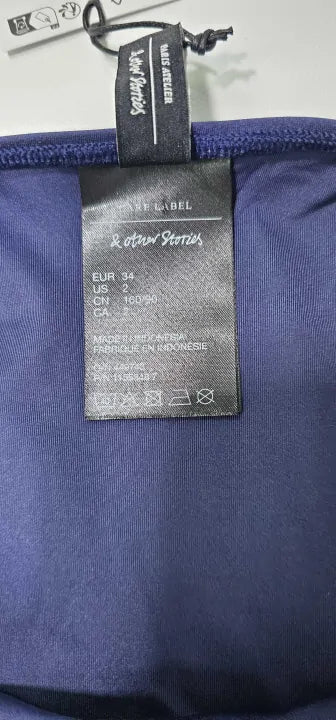 PARIS ATELIER
& other Stories
CARE LABEL
& other Stories
EUR 34
US 2
CN 160/90
CA 2
MADE IN INDONESIA/
FABRIQUÉ EN INDONÉSIE